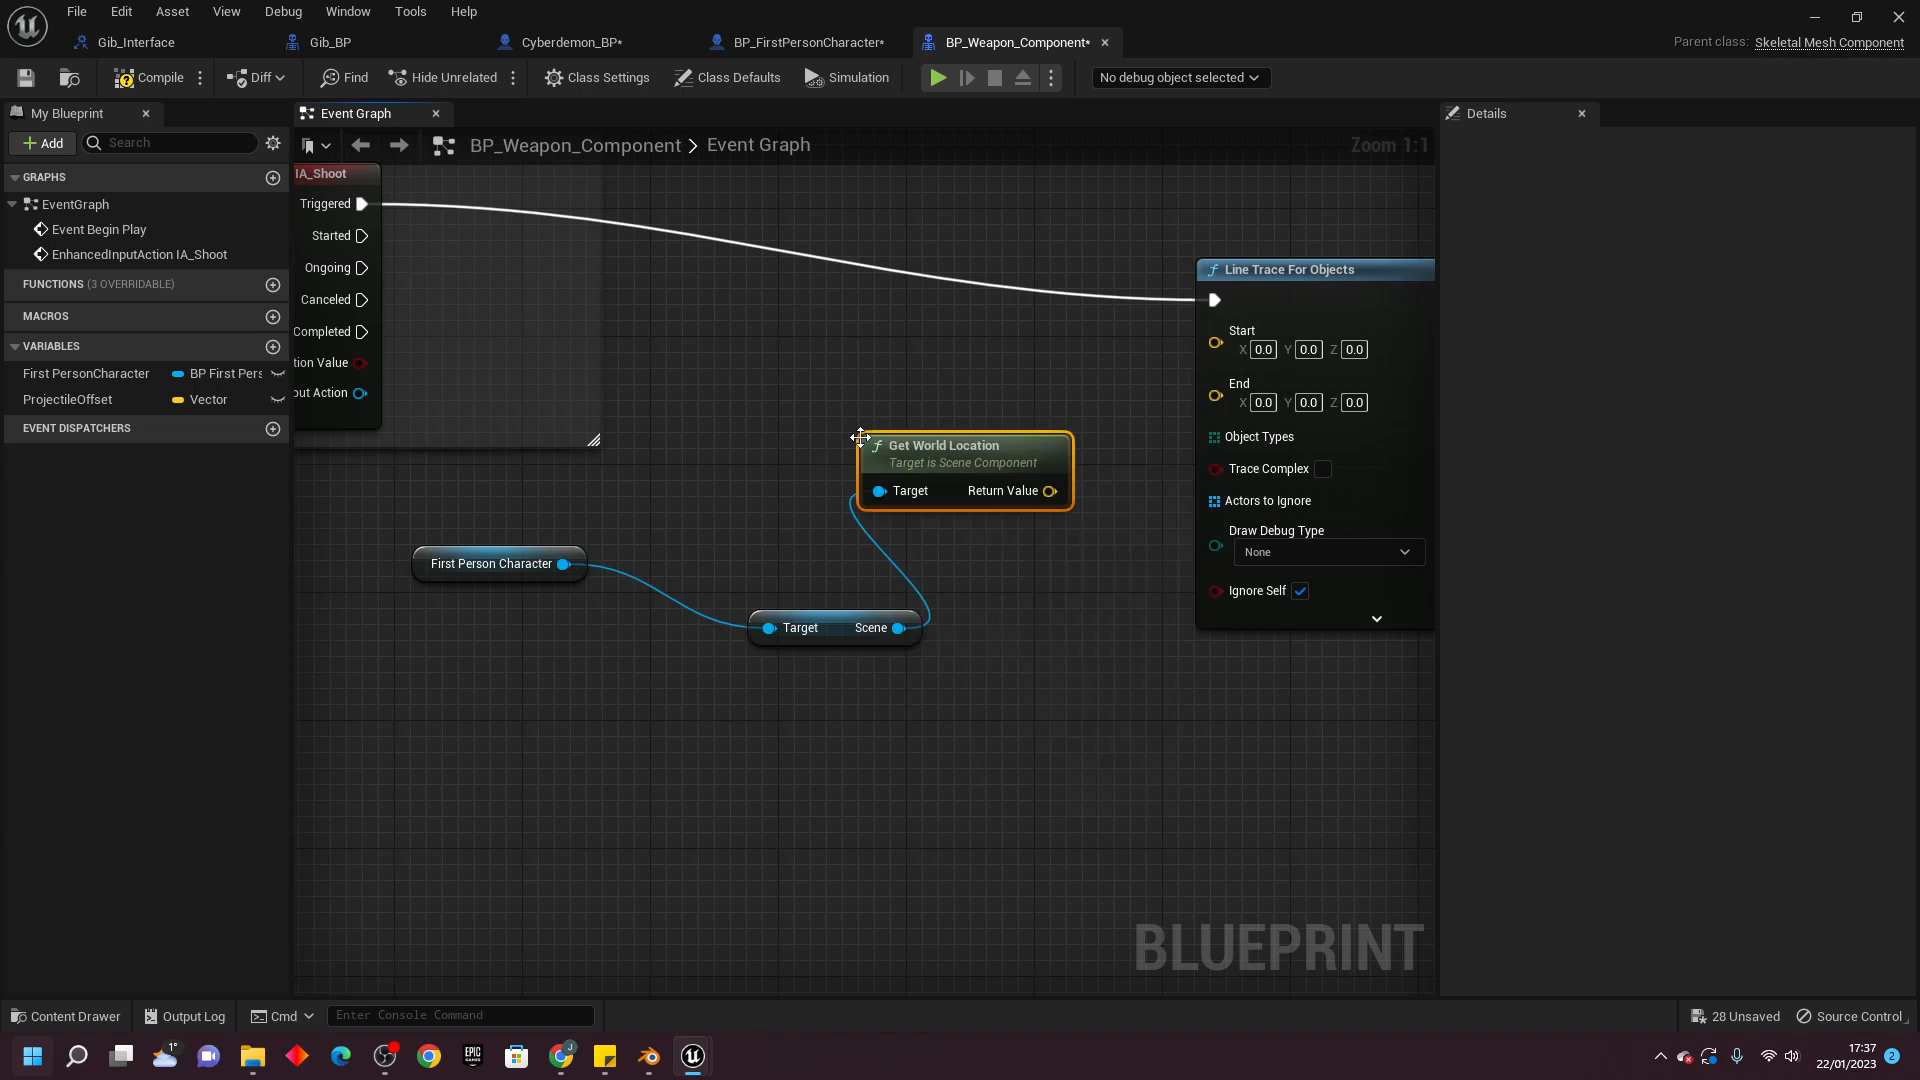 File Edit Asset View Debug Window Tools Help
Gib_Interface Gib_BP Cyberdemon_BP* BP_FirstPersonCharacter* BP_Weapon_Component* Parent class: Skeletal Mesh Component
Compile Diff Find Hide Unrelated Class Settings Class Defaults Simulation No debug object selected
My Blueprint Event Graph Details
Add Search BP_Weapon_Component > Event Graph Zoom 1:1
GRAPHS
EventGraph
Event Begin Play
EnhancedInputAction IA_Shoot
FUNCTIONS (3 OVERRIDABLE)
MACROS
VARIABLES
First PersonCharacter BP First Pers
ProjectileOffset Vector
EVENT DISPATCHERS
IA_Shoot
Triggered
Started
Ongoing
Canceled
Completed
tion Value
out Action
First Person Character
Target Scene
Get World Location
Target is Scene Component
Target Return Value
Line Trace For Objects
Start
X 0.0 Y 0.0 Z 0.0
End
X 0.0 Y 0.0 Z 0.0
Object Types
Trace Complex
Actors to Ignore
Draw Debug Type
None
Ignore Self
BLUEPRINT
Content Drawer Output Log Cmd Enter Console Command 28 Unsaved Source Control
1°
EPIC GAMES
J
17:37
22/01/2023
2